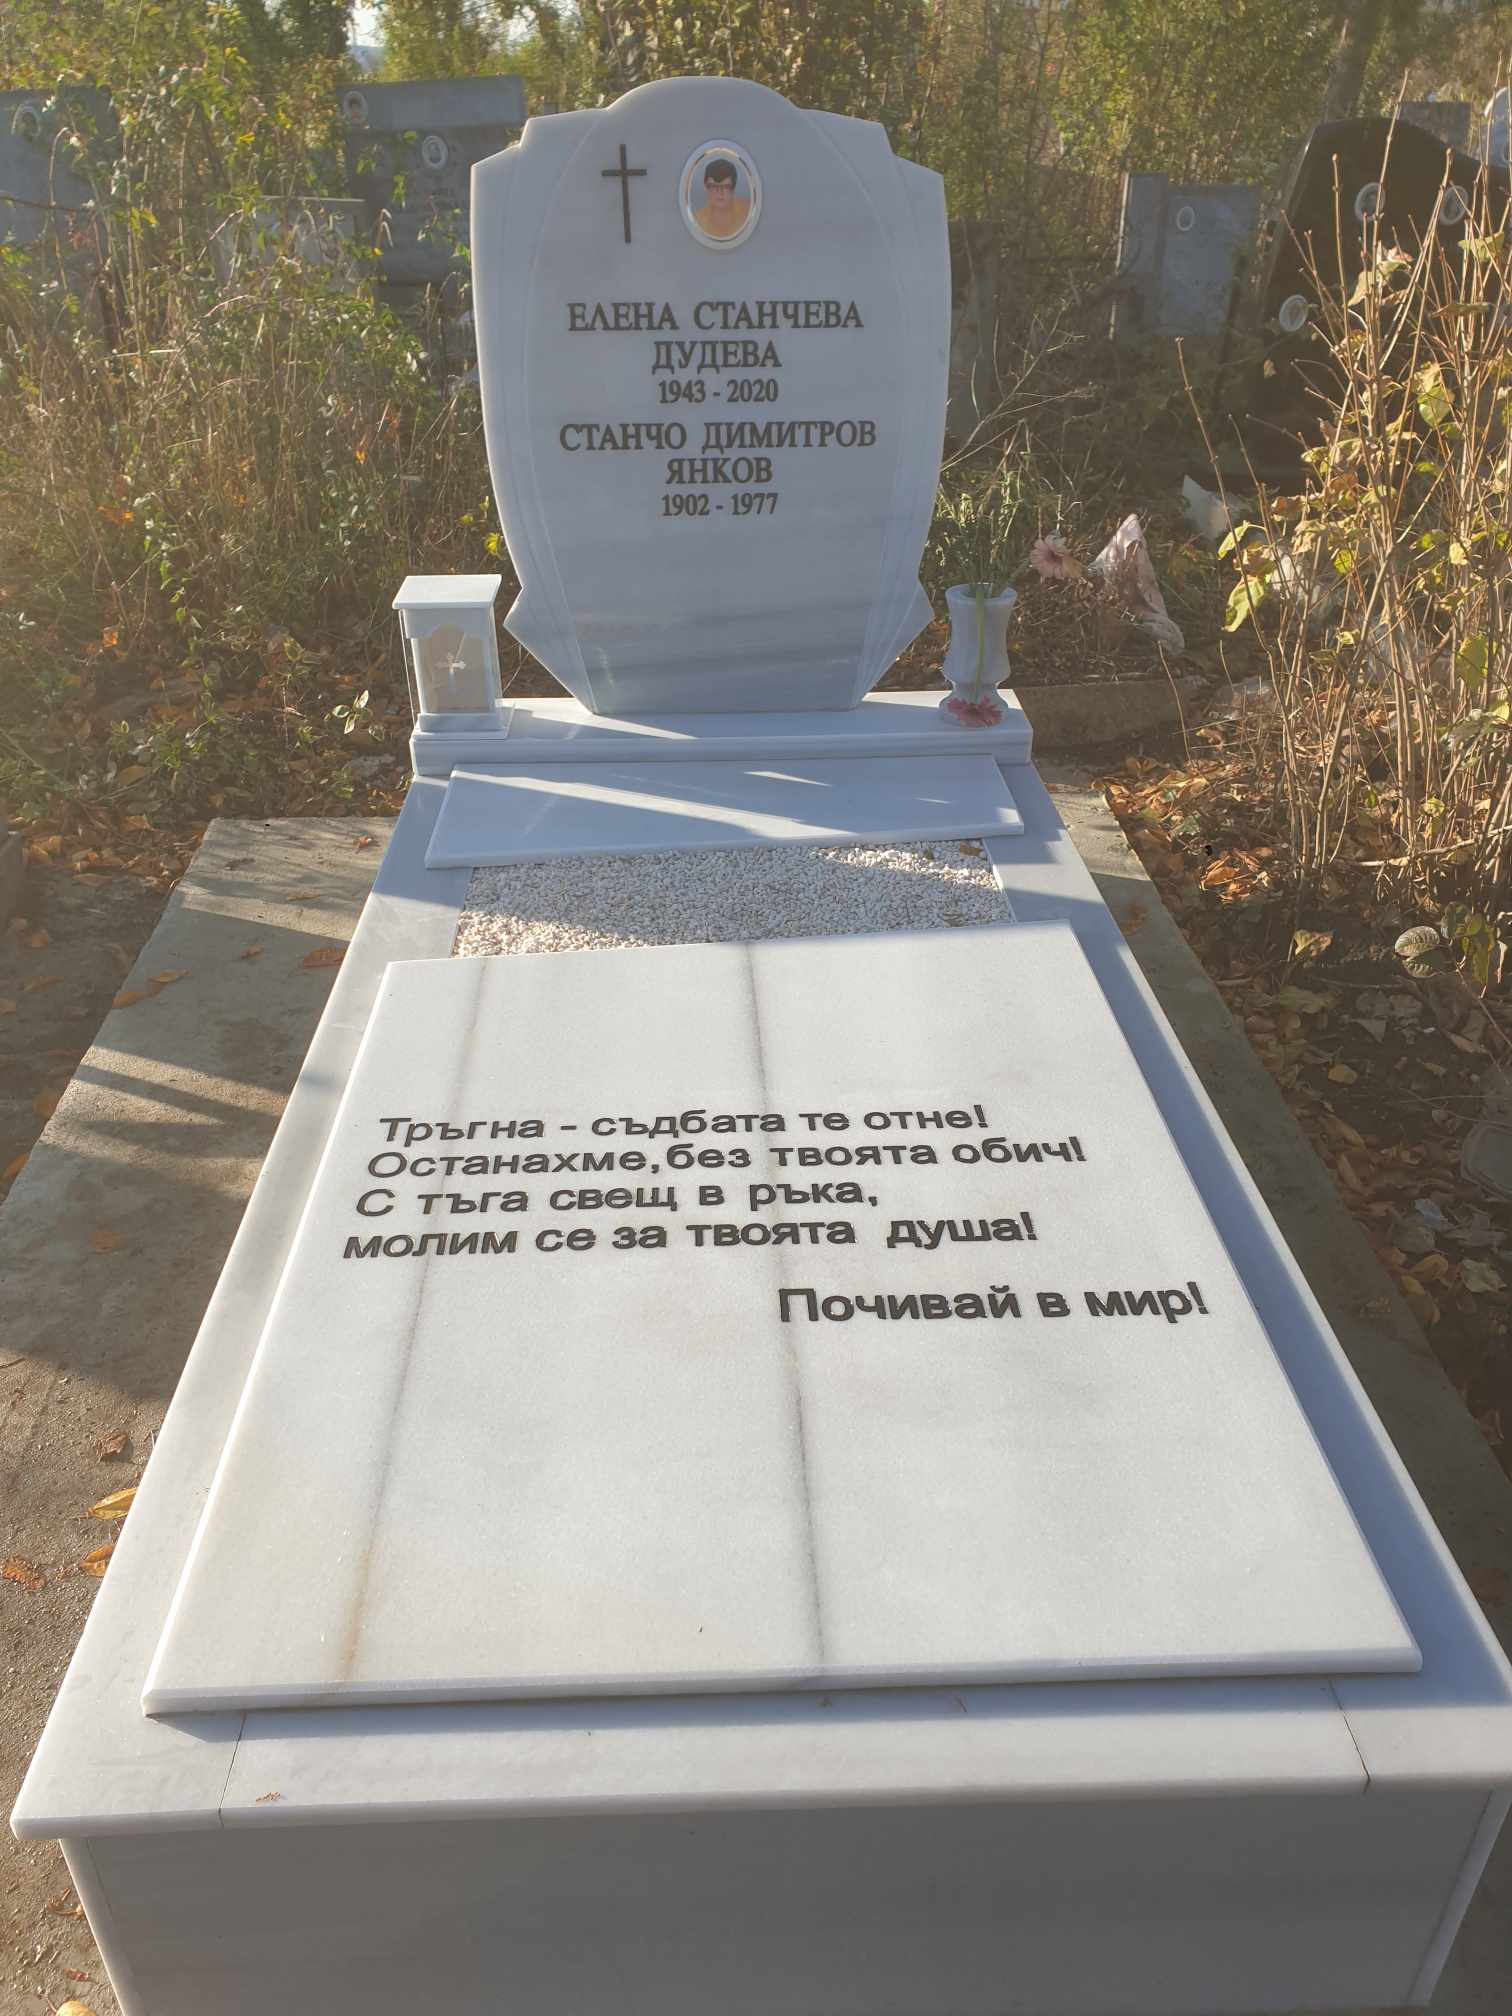 ЕЛЕНА СТАНЧЕВА
ДУДЕВА
1943 - 2020
СТАНЧО ДИМИТРОВ
ЯНКОВ
1902 - 1977
Тръгна - съдбата те отне!
Останахме, без твоята обич!
С тъга свещ в ръка,
молим се за твоята душа!
Почивай в мир!